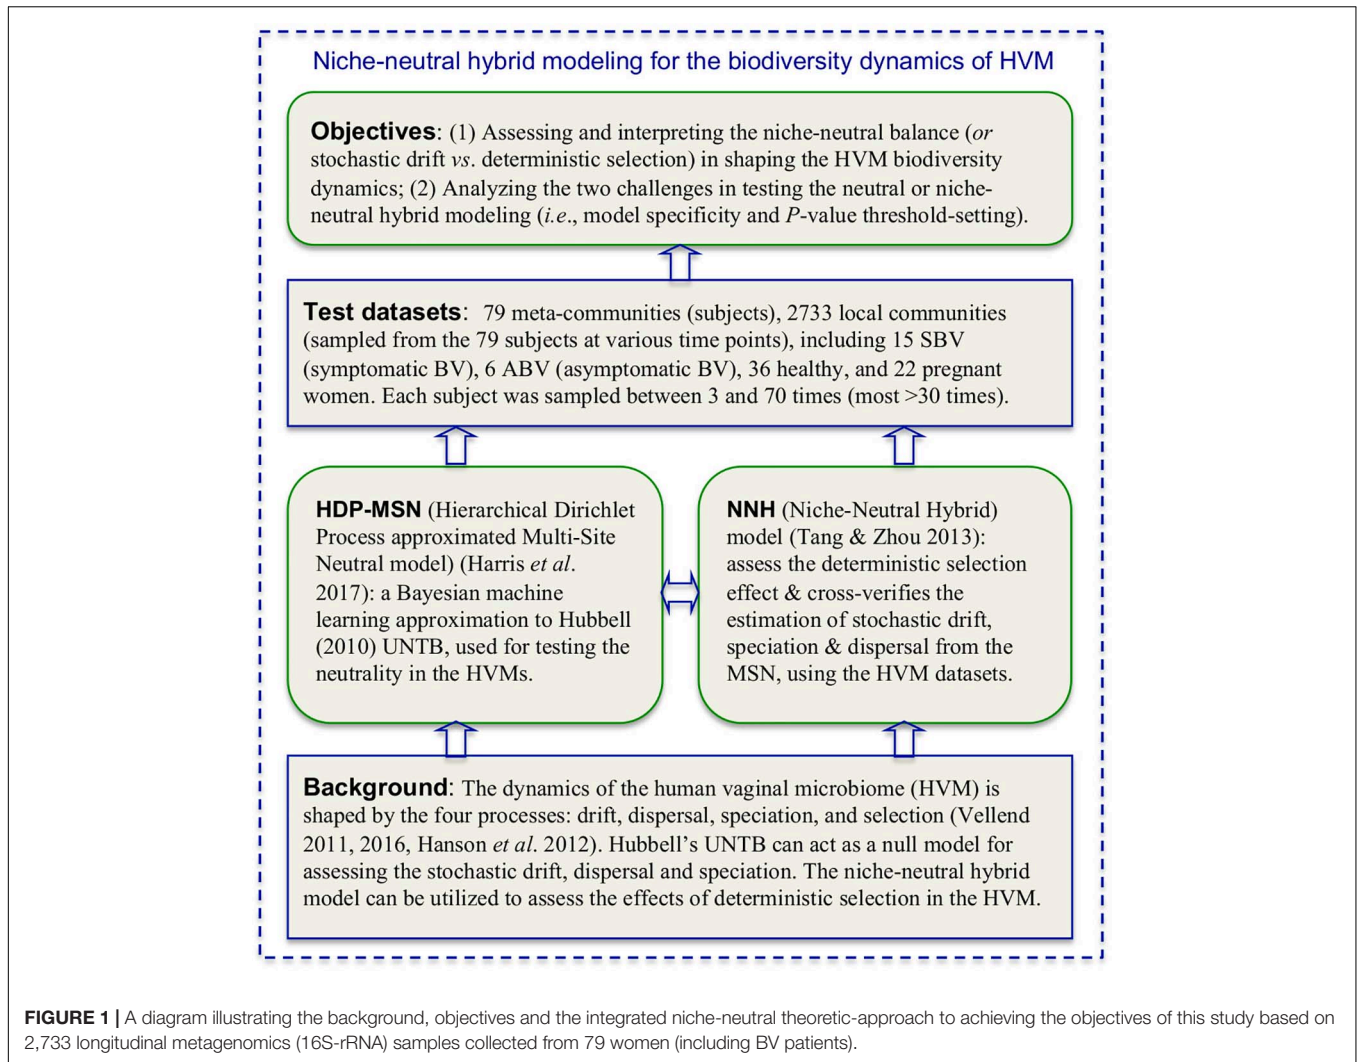 Niche-neutral hybrid modeling for the biodiversity dynamics of HVM
Objectives: (1) Assessing and interpreting the niche-neutral balance (or
stochastic drift vs. deterministic selection) in shaping the HVM biodiversity
dynamics; (2) Analyzing the two challenges in testing the neutral or niche-
neutral hybrid modeling (i.e., model specificity and P-value threshold-setting).
Test datasets: 79 meta-communities (subjects), 2733 local communities
(sampled from the 79 subjects at various time points), including 15 SBV
(symptomatic BV), 6 ABV (asymptomatic BV), 36 healthy, and 22 pregnant
women. Each subject was sampled between 3 and 70 times (most >30 times).
HDP-MSN (Hierarchical Dirichlet
Process approximated Multi-Site
Neutral model) (Harris et al.
2017): a Bayesian machine
learning approximation to Hubbell
(2010) UNTB, used for testing the
neutrality in the HVMs.
NNH (Niche-Neutral Hybrid)
model (Tang & Zhou 2013):
assess the deterministic selection
effect & cross-verifies the
estimation of stochastic drift,
speciation & dispersal from the
MSN, using the HVM datasets.
Background: The dynamics of the human vaginal microbiome (HVM) is
shaped by the four processes: drift, dispersal, speciation, and selection (Vellend
2011, 2016, Hanson et al. 2012). Hubbell's UNTB can act as a null model for
assessing the stochastic drift, dispersal and speciation. The niche-neutral hybrid
model can be utilized to assess the effects of deterministic selection in the HVM.
FIGURE 1 | A diagram illustrating the background, objectives and the integrated niche-neutral theoretic-approach to achieving the objectives of this study based on
2,733 longitudinal metagenomics (16S-rRNA) samples collected from 79 women (including BV patients).